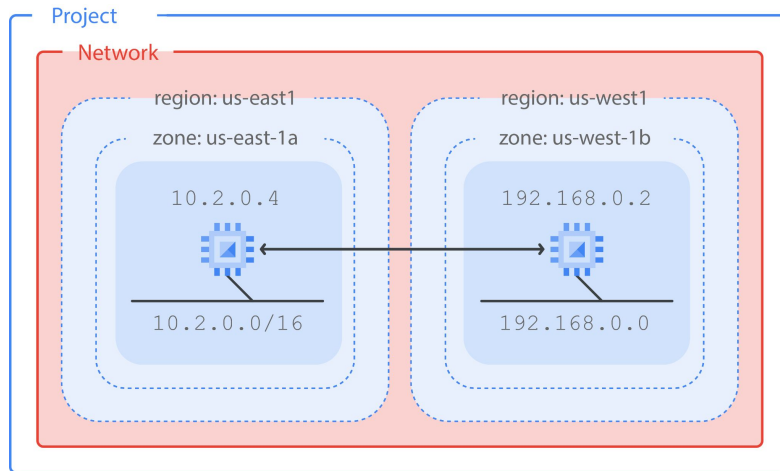 Project
Network
region: us-east1
region: us-west1
zone: us-east-1a
zone: us-west-1b
10.2.0.4
192.168.0.2
10.2.0.0/16
192.168.0.0